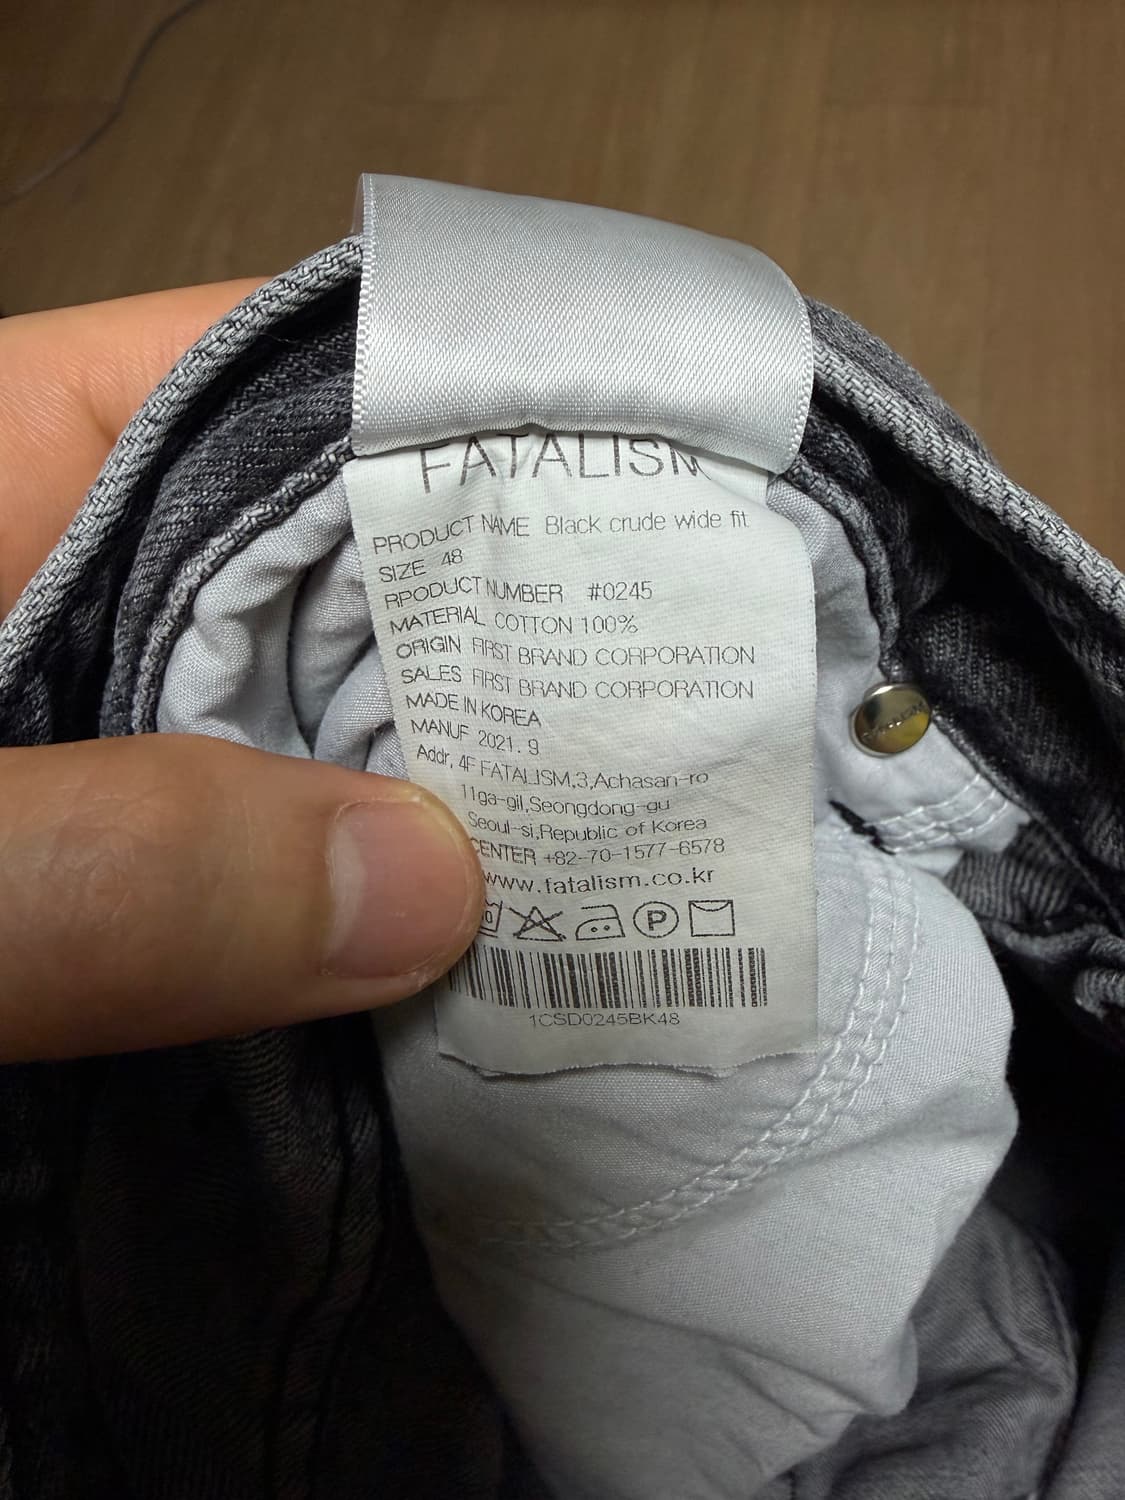 FATALISM
PRODUCT NAME Black crude wide fit
SIZE 48
RPODUCT NUMBER #0245
MATERIAL COTTON 100%
ORIGIN FIRST BRAND CORPORATION
SALES FIRST BRAND CORPORATION
MADE IN KOREA
MANUF 2021. 9
Addr, 4F FATALISM,3,Achasan-ro
11ga-gil,Seongdong-gu
Seoul-si,Republic of Korea
CENTER +82-70-1577-6578
www.fatalism.co.kr
P
1CSD0245BK48